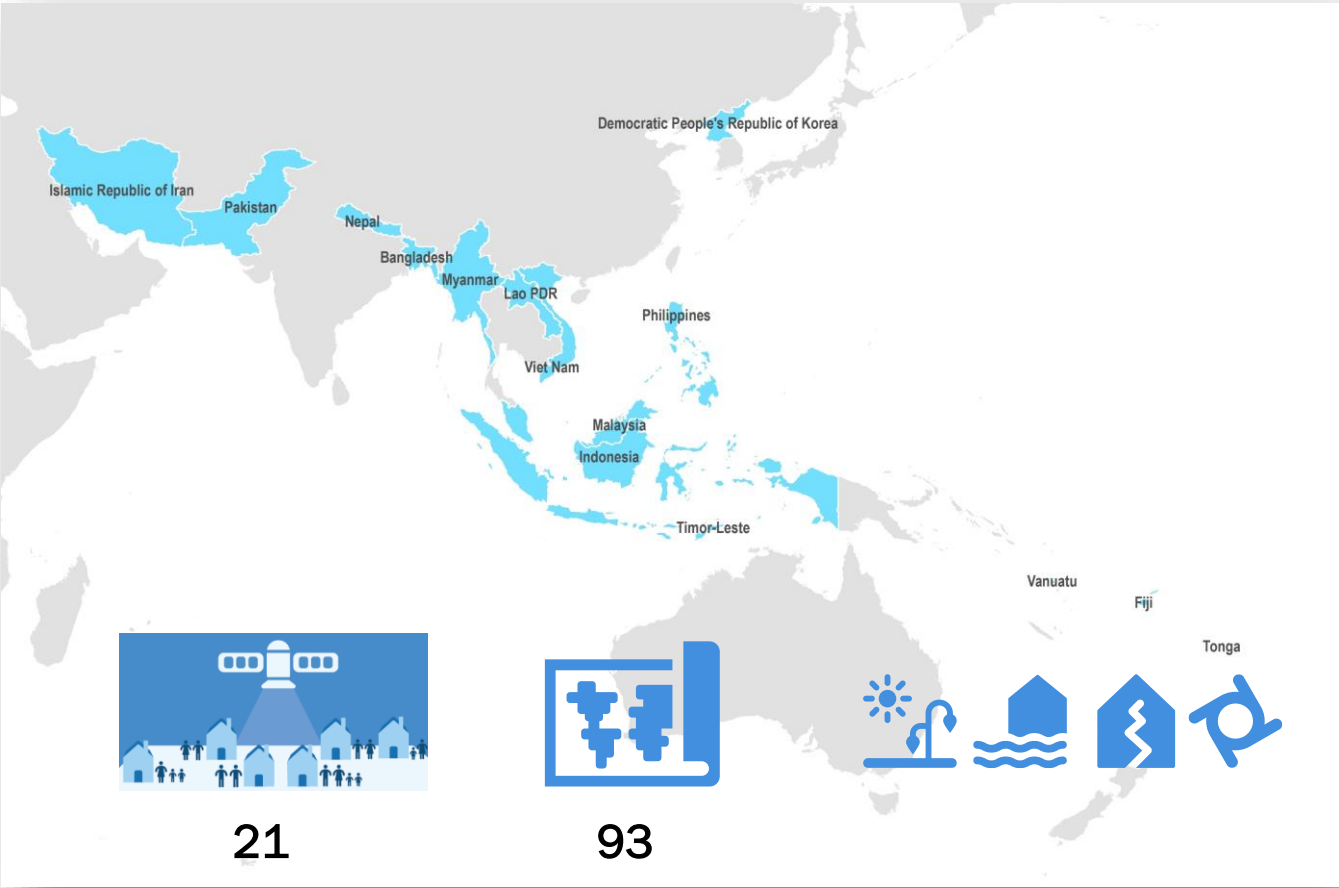 Democratic People's Republic of Korea
Islamic Republic of Iran
Pakistan
Nepal
Bangladesh
Myanmar
Lao PDR
Philippines
Viet Nam
Malaysia
Indonesia
Timor-Leste
Vanuatu
Fiji
Tonga
21
93